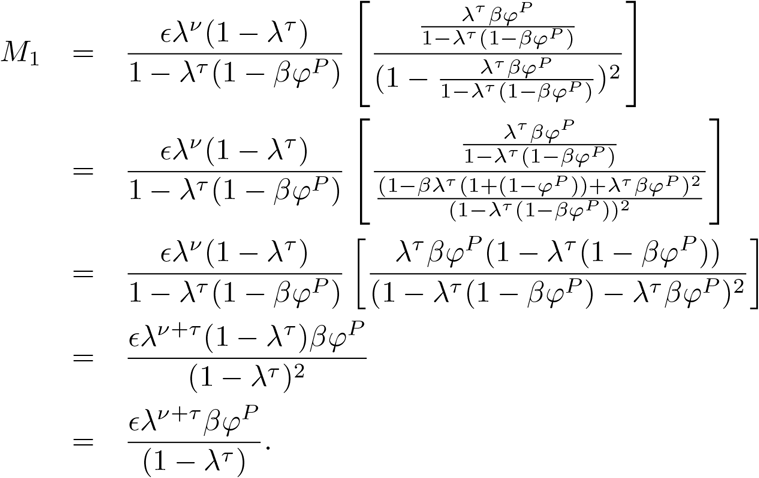 M_1 = \frac{\epsilon\lambda^{\nu}(1-\lambda^{\tau})}{1-\lambda^{\tau}(1-\beta\varphi^{P})} \left[ \frac{\frac{\lambda^{\tau}\beta\varphi^{P}}{1-\lambda^{\tau}(1-\beta\varphi^{P})}}{(1-\frac{\lambda^{\tau}\beta\varphi^{P}}{1-\lambda^{\tau}(1-\beta\varphi^{P})})^2} \right]
= \frac{\epsilon\lambda^{\nu}(1-\lambda^{\tau})}{1-\lambda^{\tau}(1-\beta\varphi^{P})} \left[ \frac{\frac{\lambda^{\tau}\beta\varphi^{P}}{1-\lambda^{\tau}(1-\beta\varphi^{P})}}{\frac{(1-\beta\lambda^{\tau}(1+(1-\varphi^{P}))+\lambda^{\tau}\beta\varphi^{P})^2}{(1-\lambda^{\tau}(1-\beta\varphi^{P}))^2}} \right]
= \frac{\epsilon\lambda^{\nu}(1-\lambda^{\tau})}{1-\lambda^{\tau}(1-\beta\varphi^{P})} \left[ \frac{\lambda^{\tau}\beta\varphi^{P}(1-\lambda^{\tau}(1-\beta\varphi^{P}))}{(1-\lambda^{\tau}(1-\beta\varphi^{P})-\lambda^{\tau}\beta\varphi^{P})^2} \right]
= \frac{\epsilon\lambda^{\nu+\tau}(1-\lambda^{\tau})\beta\varphi^{P}}{(1-\lambda^{\tau})^2}
= \frac{\epsilon\lambda^{\nu+\tau}\beta\varphi^{P}}{(1-\lambda^{\tau})}.